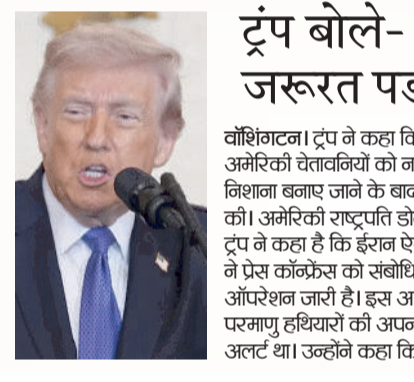 ट्रंप बोले-
जरूरत पड
वॉशिंगटन। ट्रंप ने कहा कि
अमेरिकी चेतावनियों को न
निशाना बनाए जाने के बाद
की। अमेरिकी राष्ट्रपति डो
ट्रंप ने कहा है कि ईरान ऐ
ने प्रेस कॉन्फ्रेंस को संबोधि
ऑपरेशन जारी है। इस अ
परमाणु हथियारों की अपन
अलर्ट था। उन्होंने कहा कि